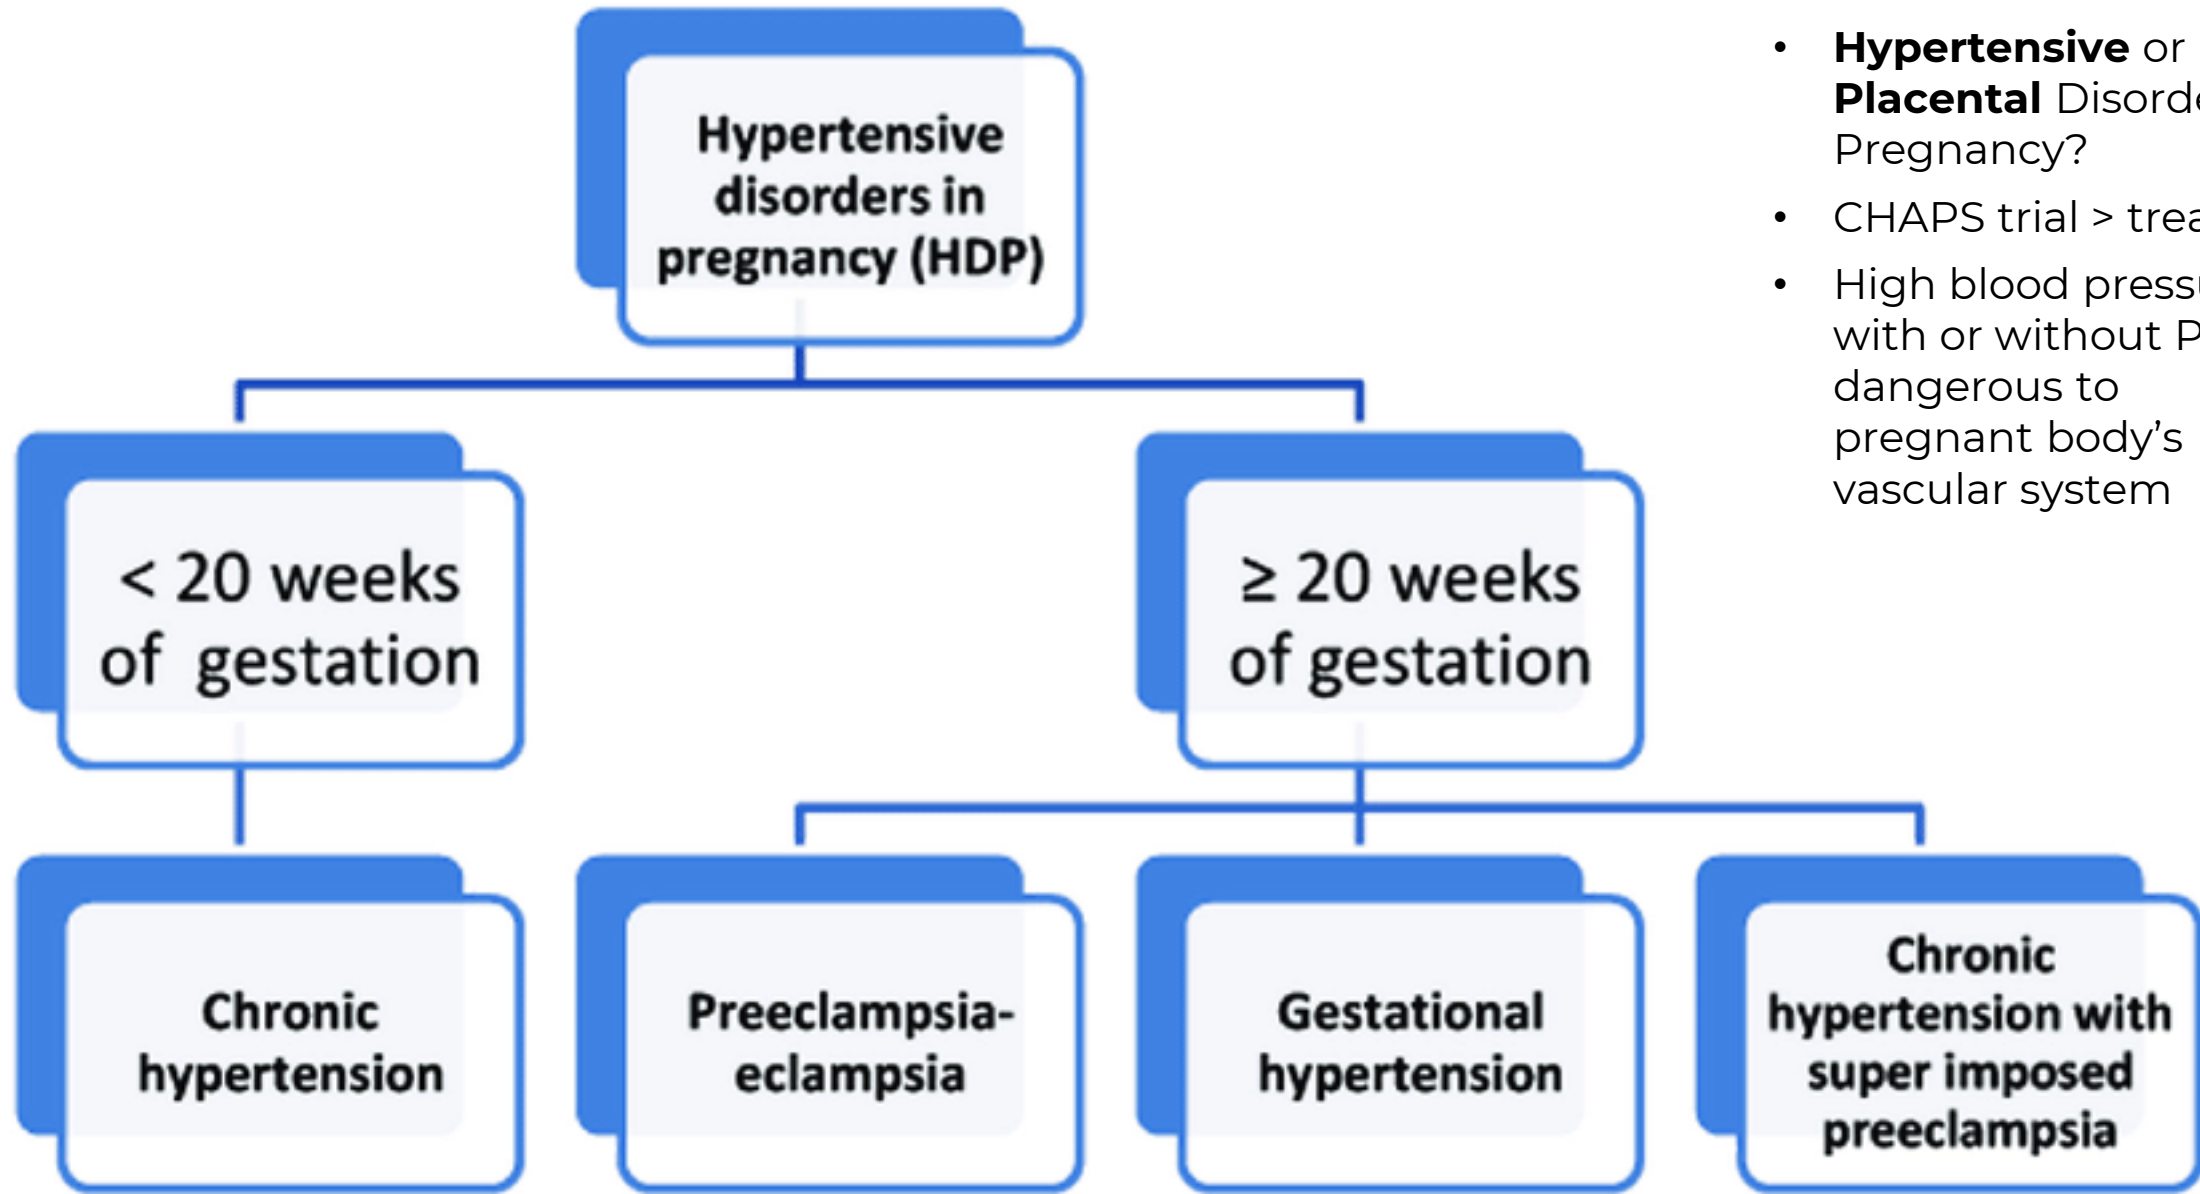 Hypertensive
disorders in
pregnancy (HDP)
< 20 weeks
of gestation
≥ 20 weeks
of gestation
Chronic
hypertension
Preeclampsia-
eclampsia
Gestational
hypertension
Chronic
hypertension with
super imposed
preeclampsia
• Hypertensive or
Placental
Pregnancy?
• CHAPS trial >
• High blood
with or without
dangerous to
pregnant body’s
vascular system